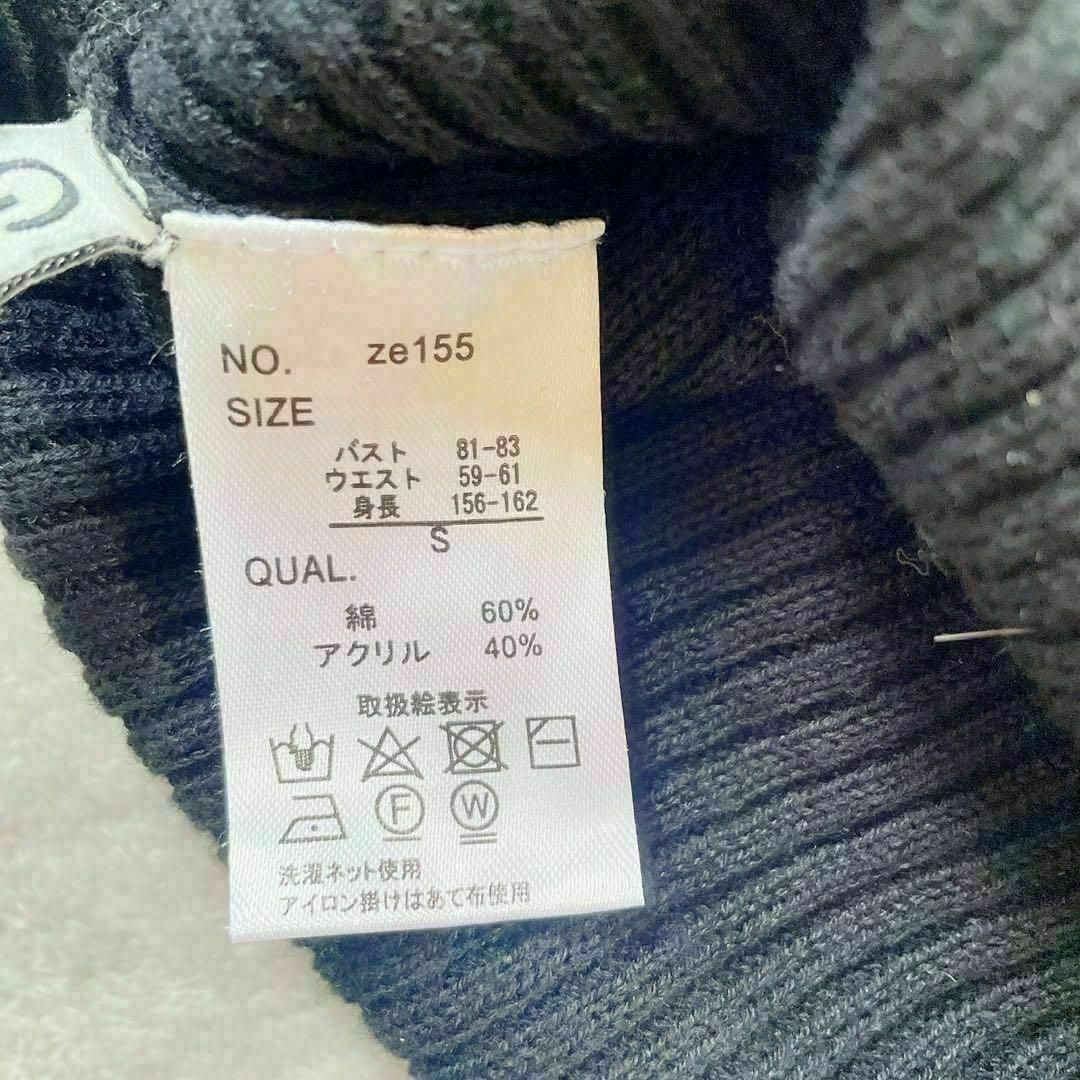 NO. ze155
SIZE
バスト 81-83
ウエスト 59-61
身長 156-162
S
QUAL.
綿 60%
アクリル 40%
取扱絵表示
F W
洗濯ネット使用
アイロン掛けはあて布使用